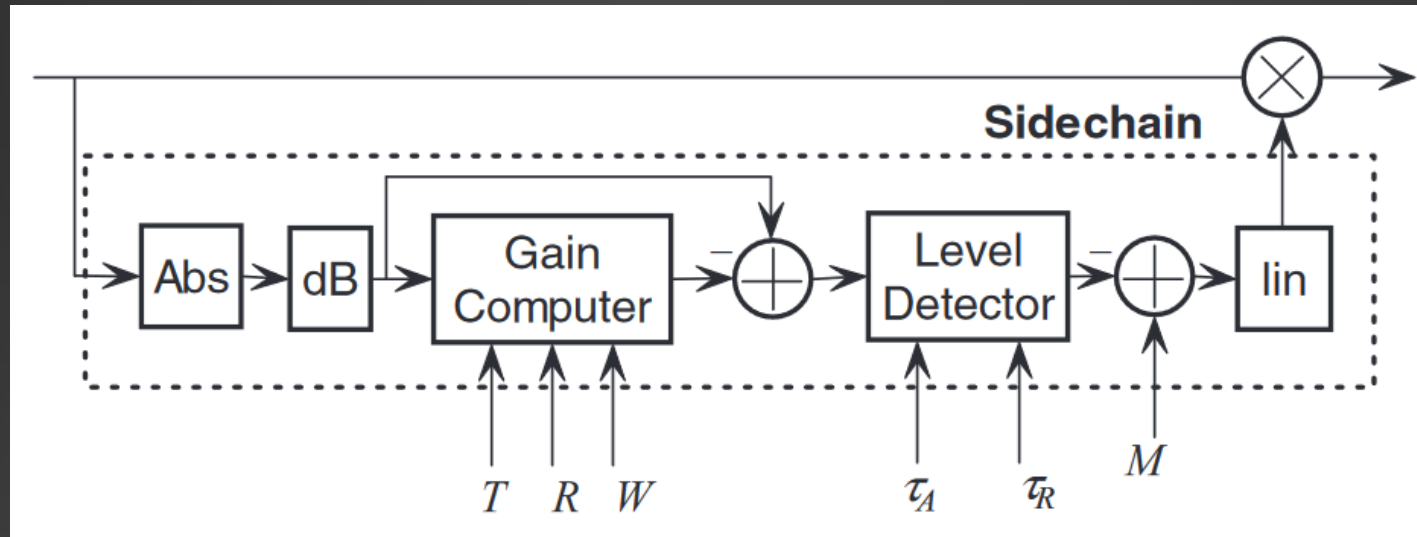 Sidechain
Abs
dB
Gain
Computer
−
Level
Detector
−
lin
T R W
τA τR
M